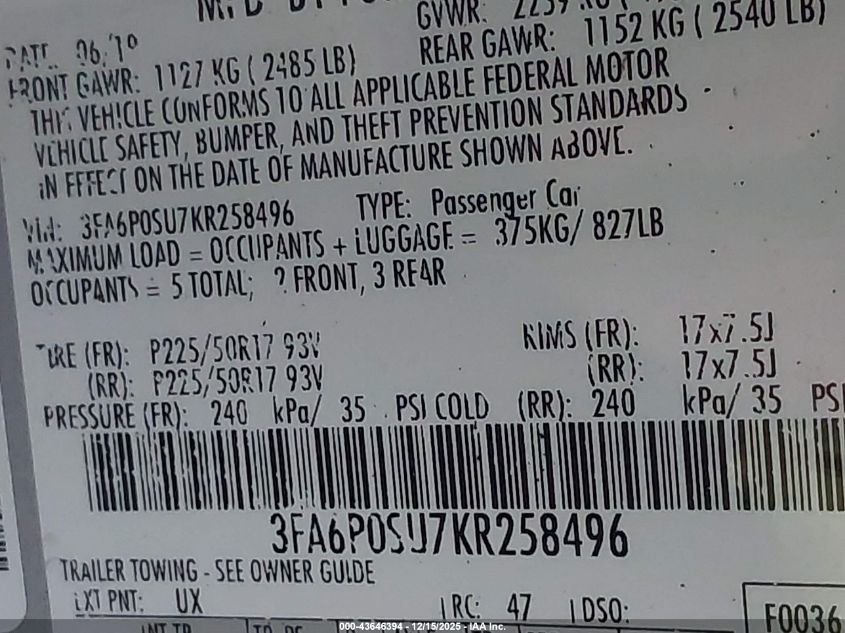 GVWR:
DATE: 06/19 REAR GAWR: 1152 KG ( 2540 LB)
FRONT GAWR: 1127 KG ( 2485 LB)
THIS VEHICLE CONFORMS TO ALL APPLICABLE FEDERAL MOTOR
VEHICLE SAFETY, BUMPER, AND THEFT PREVENTION STANDARDS
IN EFFECT ON THE DATE OF MANUFACTURE SHOWN ABOVE.
VIN: 3FA6P0SU7KR258496 TYPE: Passenger Car
MAXIMUM LOAD = OCCUPANTS + LUGGAGE = 375KG/ 827LB
OCCUPANTS = 5 TOTAL; 2 FRONT, 3 REAR
TIRE (FR): P225/50R17 93V RIMS (FR): 17x7.5J
(RR): P225/50R17 93V (RR): 17x7.5J
PRESSURE (FR): 240 kPa/ 35 PSI COLD (RR): 240 kPa/ 35 PSI
3FA6P0SU7KR258496
TRAILER TOWING - SEE OWNER GUIDE
EXT PNT: UX RC: 47 DSO:
F0036
INT TR
000-43646394 - 12/15/2025 - IAA Inc.